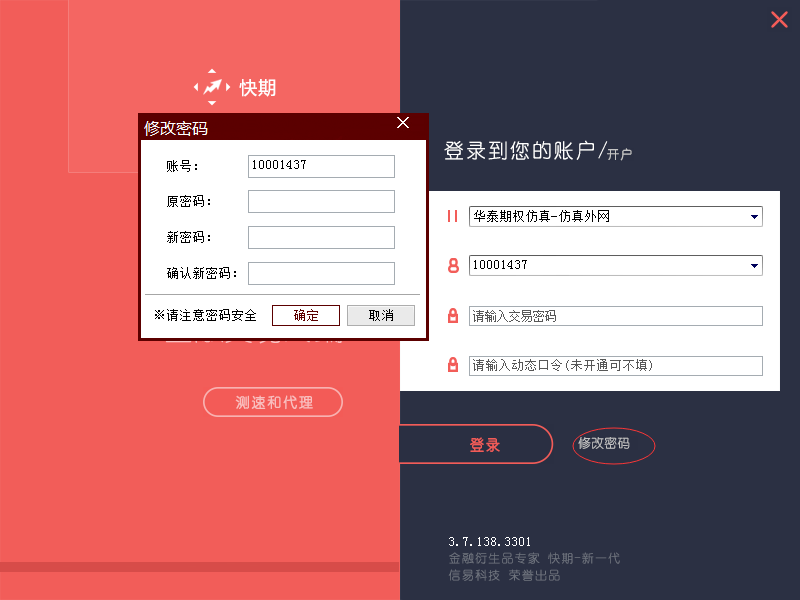 快期
修改密码
账号：
10001437
原密码：
新密码：
确认新密码：
※请注意密码安全
确定
取消
测速和代理
登录到您的账户/开户
华泰期权仿真-仿真外网
10001437
请输入交易密码
请输入动态口令(未开通可不填)
登录
修改密码
3.7.138.3301
金融衍生品专家 快期-新一代
信易科技 荣誉出品